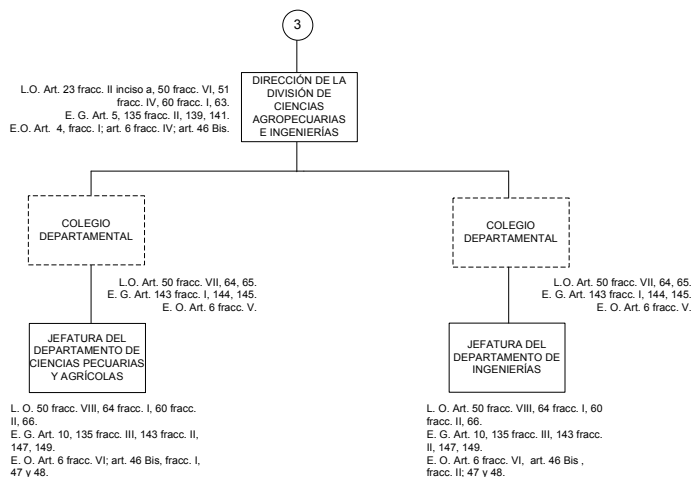 3
L.O. Art. 23 fracc. II inciso a, 50 fracc. VI, 51
fracc. IV, 60 fracc. I, 63.
E. G. Art. 5, 135 fracc. II, 139, 141.
E.O. Art. 4, fracc. I; art. 6 fracc. IV; art. 46 Bis.
DIRECCIÓN DE LA
DIVISIÓN DE
CIENCIAS
AGROPECUARIAS
E INGENIERÍAS
COLEGIO
DEPARTAMENTAL
L.O. Art. 50 fracc. VII, 64, 65.
E. G. Art. 143 fracc. I, 144, 145.
E. O. Art. 6 fracc. V.
JEFATURA DEL
DEPARTAMENTO DE
CIENCIAS PECUARIAS
Y AGRÍCOLAS
L. O. 50 fracc. VIII, 64 fracc. I, 60 fracc.
II, 66.
E. G. Art. 10, 135 fracc. III, 143 fracc. II,
147, 149.
E. O. Art. 6 fracc. VI; art. 46 Bis, fracc. I,
47 y 48.
COLEGIO
DEPARTAMENTAL
L.O. Art. 50 fracc. VII, 64, 65.
E. G. Art. 143 fracc. I, 144, 145.
E. O. Art. 6 fracc. V.
JEFATURA DEL
DEPARTAMENTO DE
INGENIERÍAS
L. O. Art. 50 fracc. VIII, 64 fracc. I, 60
fracc. II, 66.
E. G. Art. 10, 135 fracc. III, 143 fracc.
II, 147, 149.
E. O. Art. 6 fracc. VI, art. 46 Bis ,
fracc. II; 47 y 48.